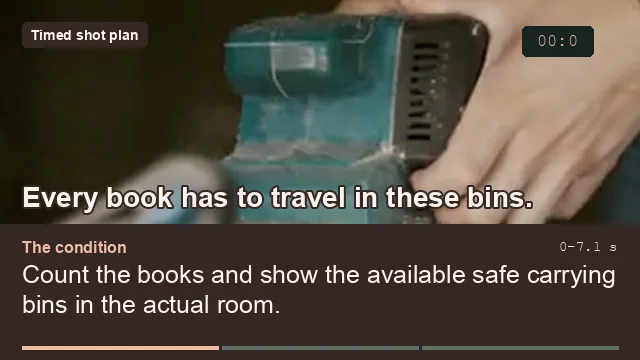 Timed shot plan
00:0
Every book has to travel in these bins.
The condition
0–7.1 s
Count the books and show the available safe carrying
bins in the actual room.